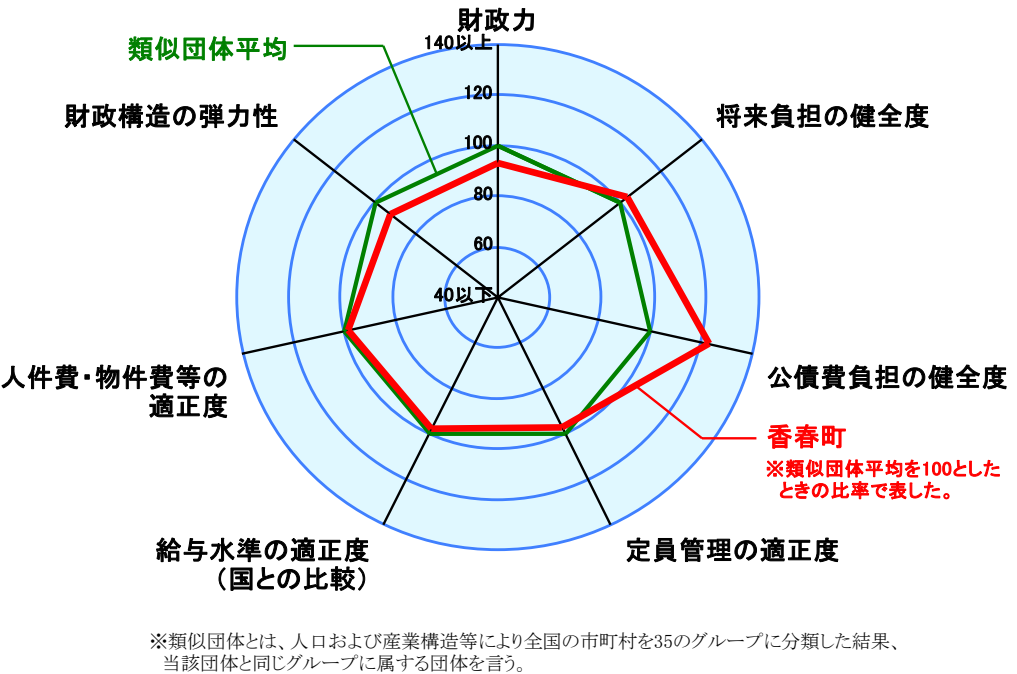 財政力
140以上
類似団体平均
120
財政構造の弾力性
将来負担の健全度
100
80
60
40以下
人件費・物件費等の
適正度
公債費負担の健全度
香春町
※類似団体平均を100とした
ときの比率で表した。
給与水準の適正度
（国との比較）
定員管理の適正度
※類似団体とは、人口および産業構造等により全国の市町村を35のグループに分類した結果、
当該団体と同じグループに属する団体を言う。